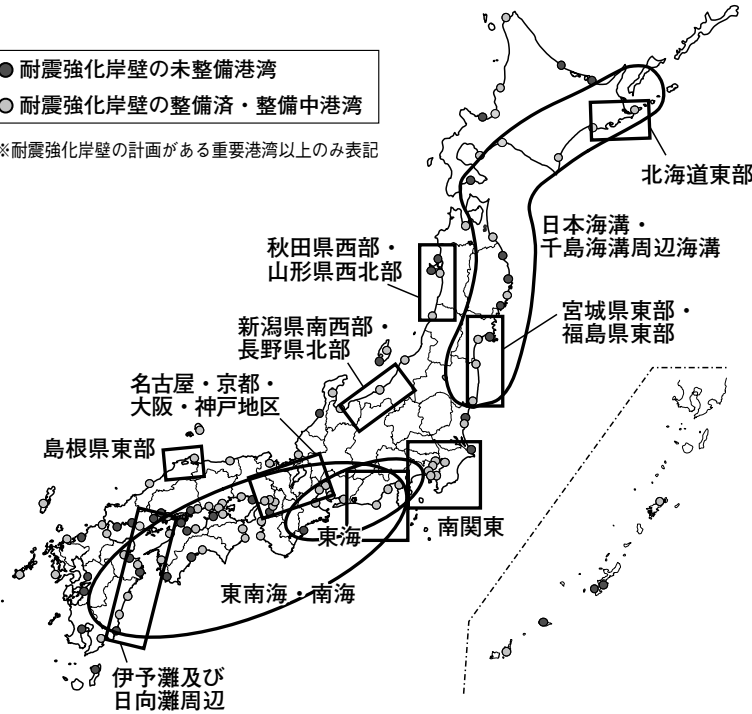 ● 耐震強化岸壁の未整備港湾
○ 耐震強化岸壁の整備済・整備中港湾
※耐震強化岸壁の計画がある重要港湾以上のみ表記
北海道東部
日本海溝・
千島海溝周辺海溝
秋田県西部・
山形県西北部
宮城県東部・
福島県東部
新潟県南西部・
長野県北部
名古屋・京都・
大阪・神戸地区
島根県東部
南関東
東海
東南海・南海
伊予灘及び
日向灘周辺